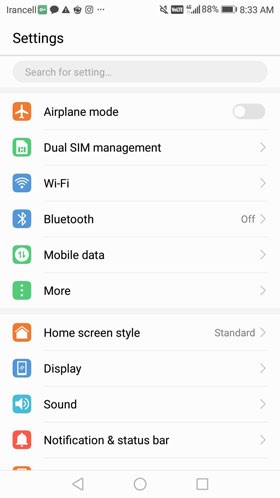 Irancell 88% 8:33 AM
Settings
Search for setting...
Airplane mode
Dual SIM management
Wi-Fi
Bluetooth Off
Mobile data
More
Home screen style Standard
Display
Sound
Notification & status bar